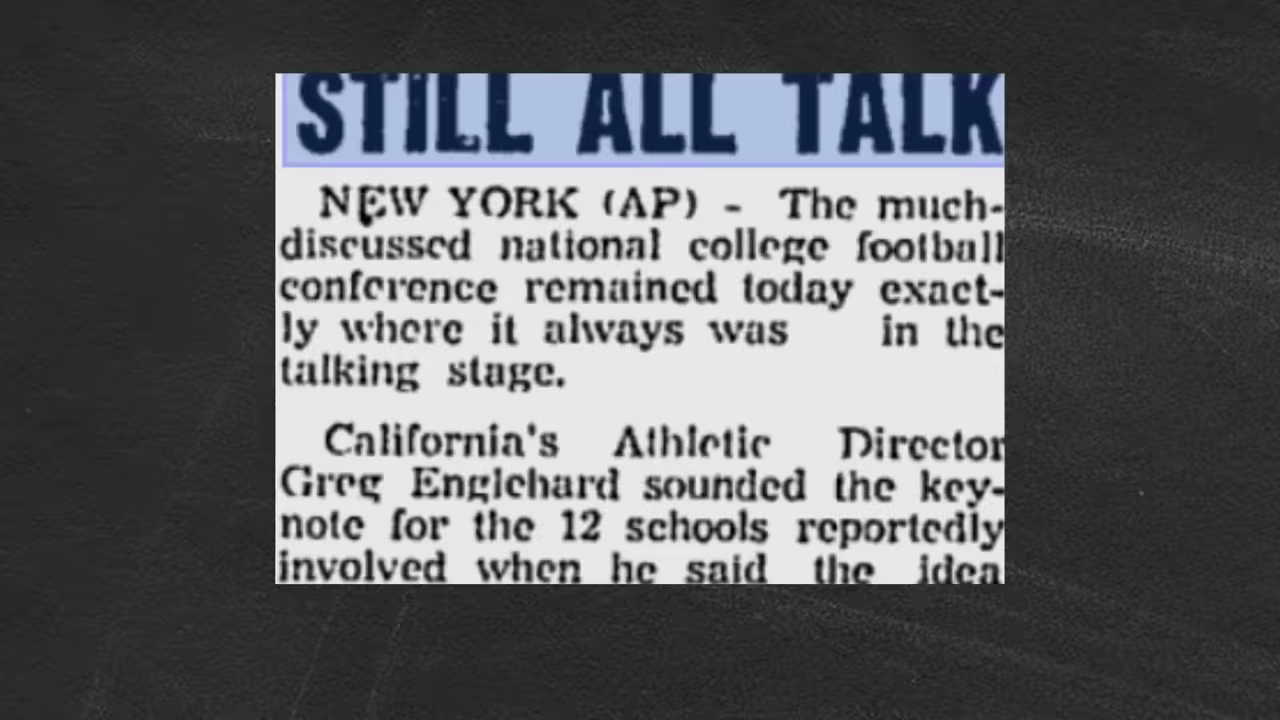 STILL ALL TALK
NEW YORK (AP) - The much-
discussed national college football
conference remained today exact-
ly where it always was in the
talking stage.
California's Athletic Director
Greg Englehard sounded the key-
note for the 12 schools reportedly
involved when he said the idea